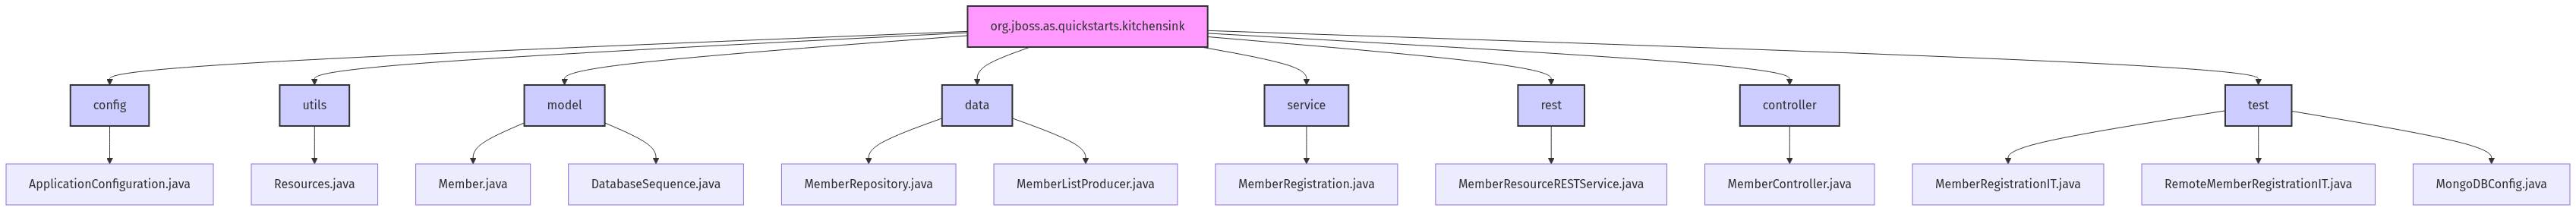 org.jboss.as.quickstarts.kitchensink
config
utils
model
data
service
rest
controller
test
ApplicationConfiguration.java
Resources.java
Member.java
DatabaseSequence.java
MemberRepository.java
MemberListProducer.java
MemberRegistration.java
MemberResourceRESTService.java
MemberController.java
MemberRegistrationIT.java
RemoteMemberRegistrationIT.java
MongoDBConfig.java